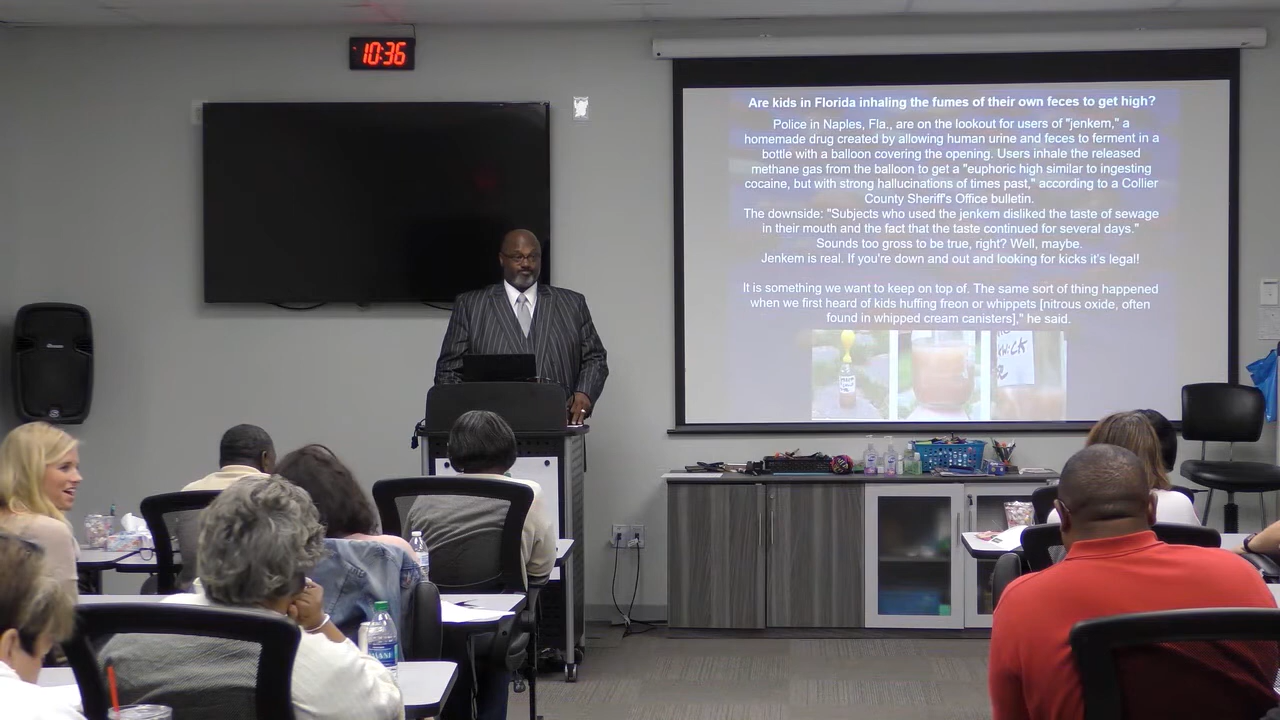 10:36
Are kids in Florida inhaling the fumes of their own feces to get high?
Police in Naples, Fla., are on the lookout for users of "jenkem," a
homemade drug created by allowing human urine and feces to ferment in a
bottle with a balloon covering the opening. Users inhale the released
methane gas from the balloon to get a "euphoric high similar to ingesting
cocaine, but with strong hallucinations of times past," according to a Collier
County Sheriff's Office bulletin.
The downside: "Subjects who used the jenkem disliked the taste of sewage
in their mouth and the fact that the taste continued for several days."
Sounds too gross to be true, right? Well, maybe.
Jenkem is real. If you're down and out and looking for kicks it's legal!
It is something we want to keep on top of. The same sort of thing happened
when we first heard of kids huffing freon or whippets [nitrous oxide, often
found in whipped cream canisters]," he said.